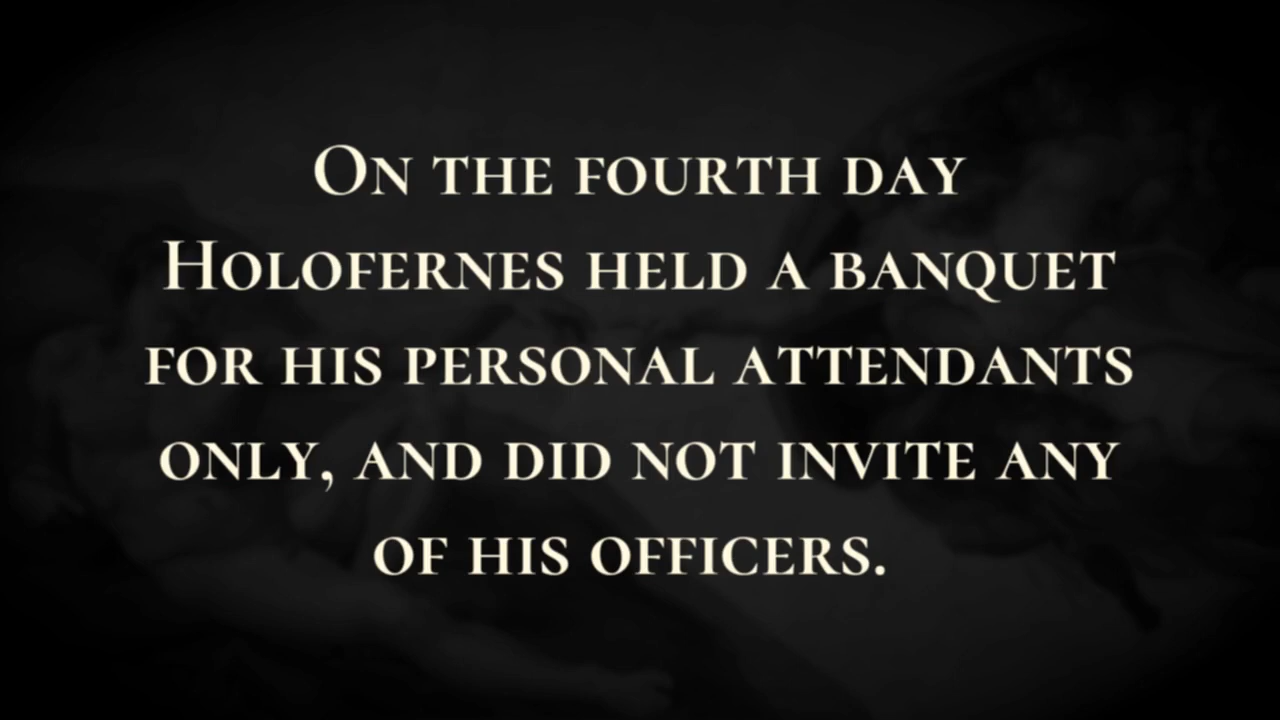 On the fourth day
Holofernes held a banquet
for his personal attendants
only, and did not invite any
of his officers.